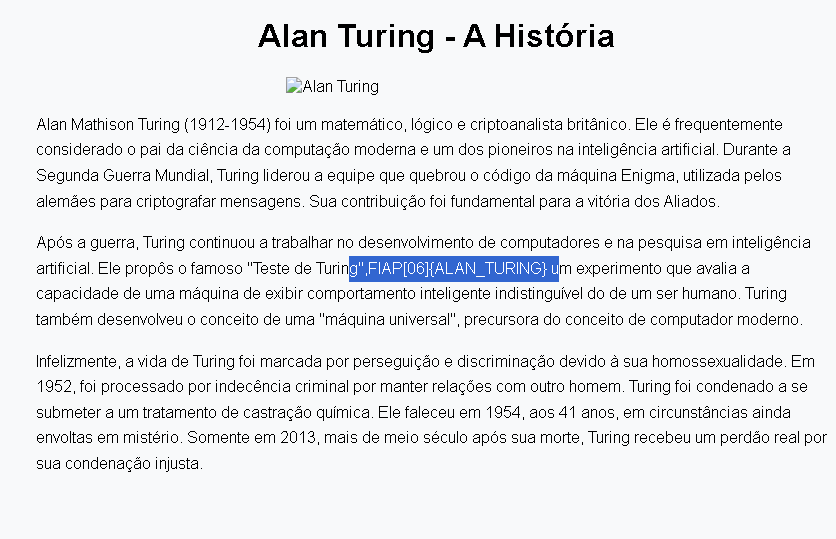 Alan Turing - A História
Alan Turing
Alan Mathison Turing (1912-1954) foi um matemático, lógico e criptoanalista britânico. Ele é frequentemente
considerado o pai da ciência da computação moderna e um dos pioneiros na inteligência artificial. Durante a
Segunda Guerra Mundial, Turing liderou a equipe que quebrou o código da máquina Enigma, utilizada pelos
alemães para criptografar mensagens. Sua contribuição foi fundamental para a vitória dos Aliados.
Após a guerra, Turing continuou a trabalhar no desenvolvimento de computadores e na pesquisa em inteligência
artificial. Ele propôs o famoso "Teste de Turing",FIAP[06]{ALAN_TURING} um experimento que avalia a
capacidade de uma máquina de exibir comportamento inteligente indistinguível do de um ser humano. Turing
também desenvolveu o conceito de uma "máquina universal", precursora do conceito de computador moderno.
Infelizmente, a vida de Turing foi marcada por perseguição e discriminação devido à sua homossexualidade. Em
1952, foi processado por indecência criminal por manter relações com outro homem. Turing foi condenado a se
submeter a um tratamento de castração química. Ele faleceu em 1954, aos 41 anos, em circunstâncias ainda
envoltas em mistério. Somente em 2013, mais de meio século após sua morte, Turing recebeu um perdão real por
sua condenação injusta.